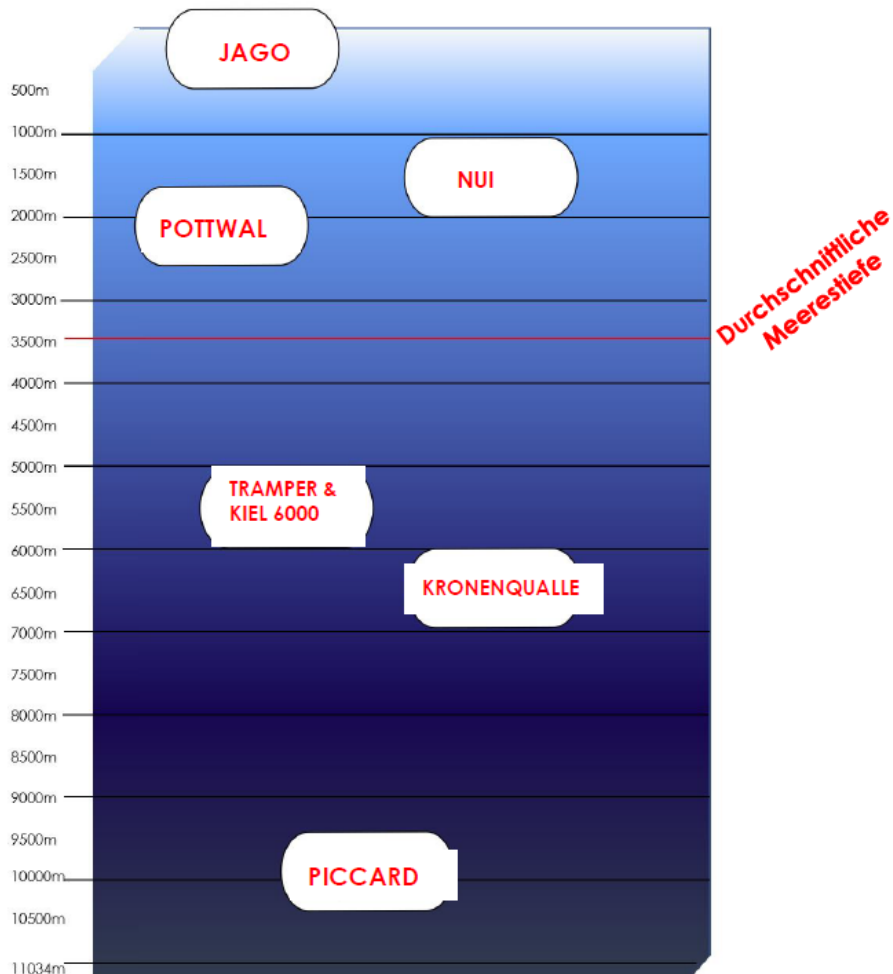 JAGO
500m
1000m
1500m
NUI
2000m
POTTWAL
2500m
3000m
Durchschnittliche
Meerestiefe
3500m
4000m
4500m
5000m
TRAMPER &
KIEL 6000
5500m
6000m
KRONENQUALLE
6500m
7000m
7500m
8000m
8500m
9000m
9500m
PICCARD
10000m
10500m
11034m